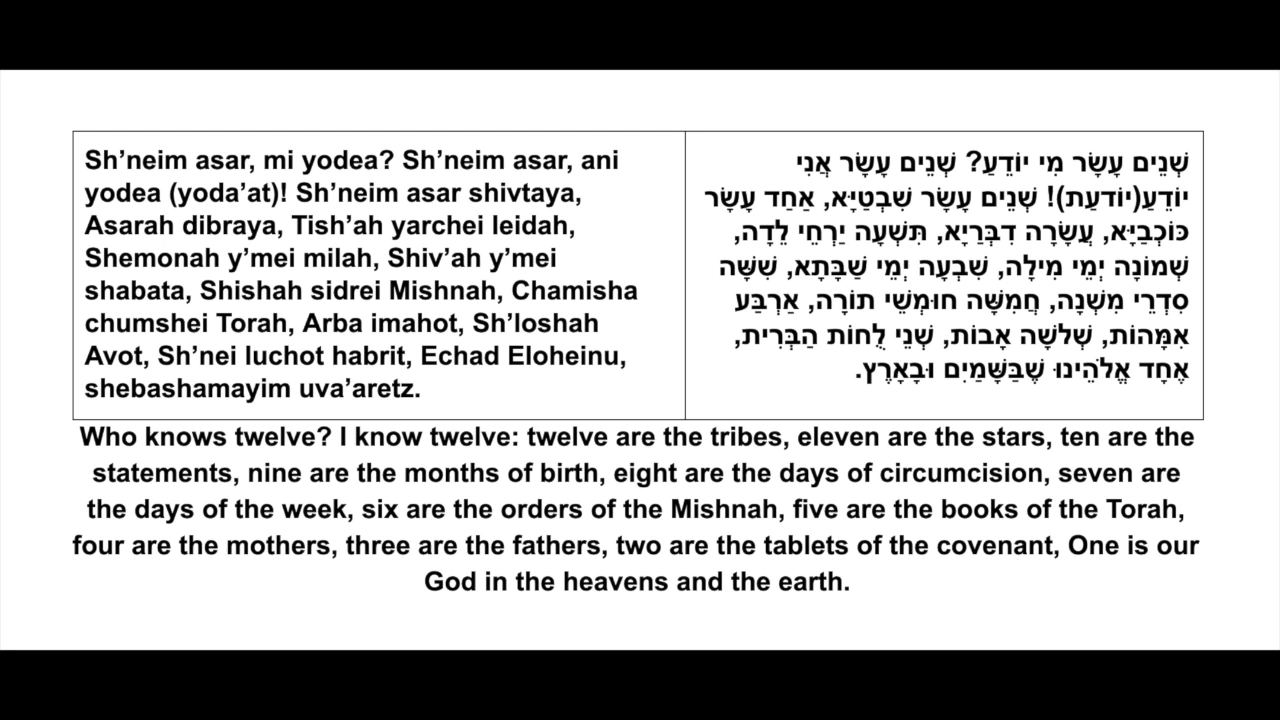 Sh’neim asar, mi yodea? Sh’neim asar, ani
yodea (yoda’at)! Sh’neim asar shivtaya,
Asarah dibraya, Tish’ah yarchei leidah,
Shemonah y’mei milah, Shiv’ah y’mei
shabata, Shishah sidrei Mishnah, Chamisha
chumshei Torah, Arba imahot, Sh’loshah
Avot, Sh’nei luchot habrit, Echad Eloheinu,
shebashamayim uva’aretz.
שְׁנֵים עָשָׂר מִי יוֹדֵעַ? שְׁנֵים עָשָׂר אֲנִי
יוֹדֵעַ(יוֹדעַת)! שְׁנֵים עָשָׂר שִׁבְטַיָּא, אַחַד עָשָׂר
כּוֹכְבַיָּא, עֲשָׂרָה דִבְּרַיָא, תִּשְׁעָה יַרְחֵי לֵדָה,
שְׁמוֹנָה יְמֵי מִילָה, שִׁבְעָה יְמֵי שַׁבָּתָא, שִׁשָּׁה
סִדְרֵי מִשְׁנָה, חֲמִשָּׁה חוּמְשֵׁי תוֹרָה, אַרְבַּע
אִמָּהוֹת, שְׁלֹשָׁה אָבוֹת, שְׁנֵי לֻחוֹת הַבְּרִית,
אֶחָד אֱלֹהֵינוּ שֶׁבַּשָּׁמַיִם וּבָאָרֶץ.
Who knows twelve? I know twelve: twelve are the tribes, eleven are the stars, ten are the
statements, nine are the months of birth, eight are the days of circumcision, seven are
the days of the week, six are the orders of the Mishnah, five are the books of the Torah,
four are the mothers, three are the fathers, two are the tablets of the covenant, One is our
God in the heavens and the earth.